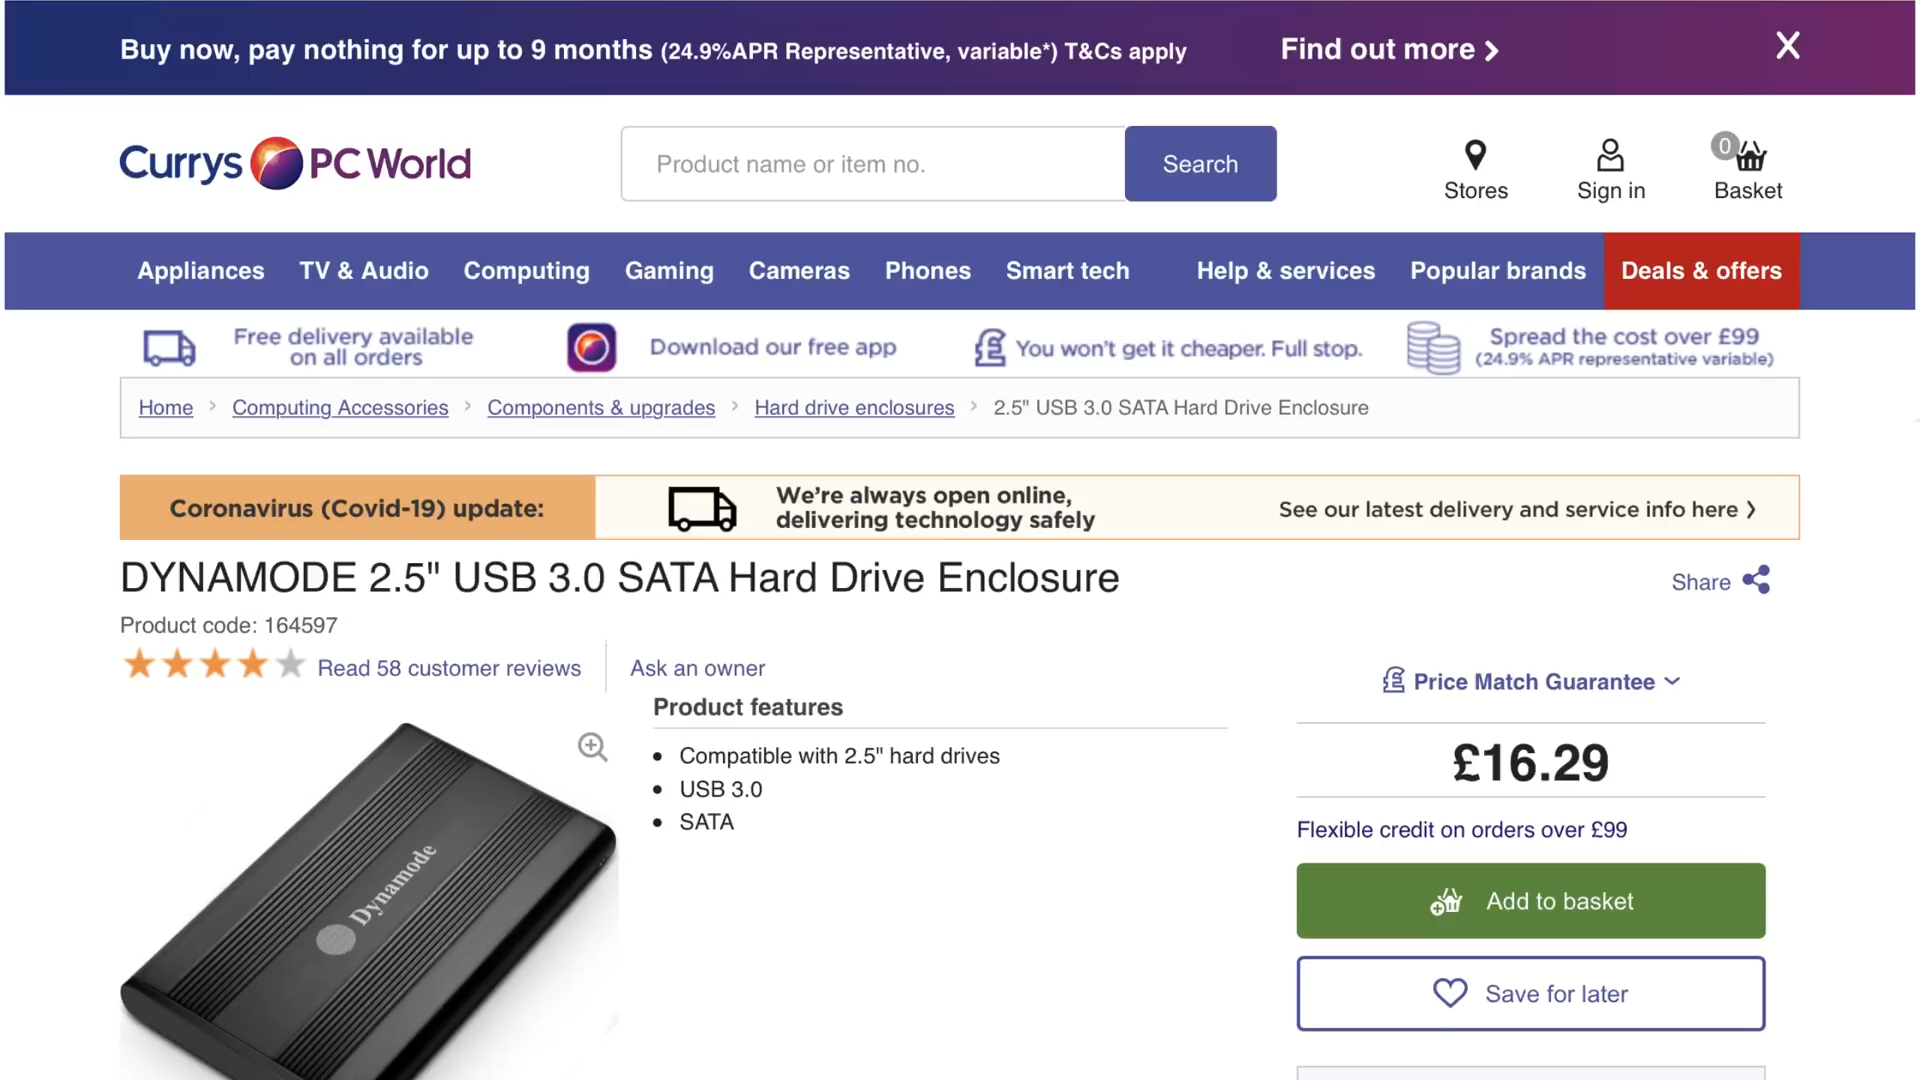 Buy now, pay nothing for up to 9 months (24.9%APR Representative, variable*) T&Cs apply
Find out more
Currys PC World
Product name or item no.
Search
Stores
Sign in
0
Basket
Appliances
TV & Audio
Computing
Gaming
Cameras
Phones
Smart tech
Help & services
Popular brands
Deals & offers
Free delivery available
on all orders
Download our free app
You won't get it cheaper. Full stop.
Spread the cost over £99
(24.9% APR representative variable)
Home
Computing Accessories
Components & upgrades
Hard drive enclosures
2.5" USB 3.0 SATA Hard Drive Enclosure
Coronavirus (Covid-19) update:
We're always open online,
delivering technology safely
See our latest delivery and service info here
DYNAMODE 2.5" USB 3.0 SATA Hard Drive Enclosure
Share
Product code: 164597
Read 58 customer reviews
Ask an owner
Product features
Compatible with 2.5" hard drives
USB 3.0
SATA
Dynamode
Price Match Guarantee
£16.29
Flexible credit on orders over £99
Add to basket
Save for later